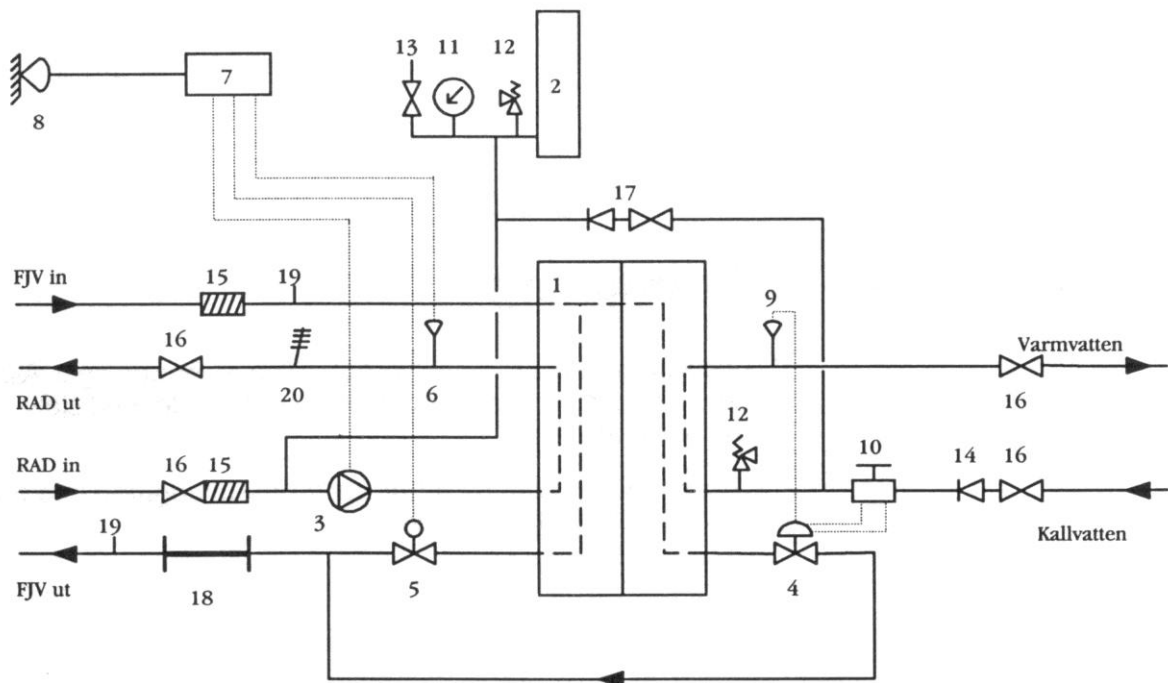 13 11 12
7 2
8
17
FJV in 15 19 1 9
16 Varmvatten
RAD ut 20 6 16
RAD in 16 15 12 10 14 16
19 3 Kallvatten
FJV ut 18 5 4